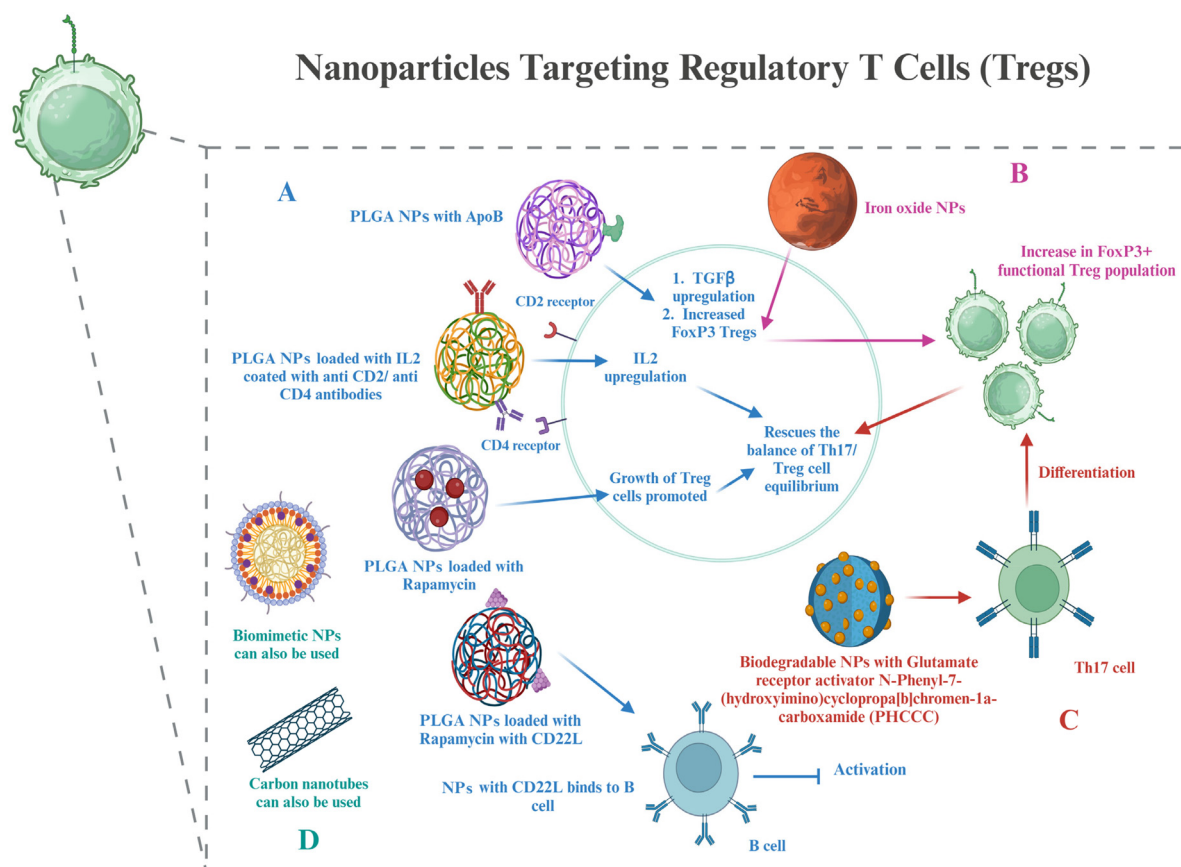 Nanoparticles Targeting Regulatory T Cells (Tregs)
A
B
PLGA NPs with ApoB
Iron oxide NPs
Increase in FoxP3+
functional Treg population
CD2 receptor
1. TGFβ
upregulation
2. Increased
FoxP3 Tregs
PLGA NPs loaded with IL2
coated with anti CD2/ anti
CD4 antibodies
IL2
upregulation
CD4 receptor
Rescues the
balance of Th17/
Treg cell
equilibrium
Growth of Treg
cells promoted
Differentiation
PLGA NPs loaded with
Rapamycin
Biomimetic NPs
can also be used
Biodegradable NPs with Glutamate
receptor activator N-Phenyl-7-
(hydroxyimino)cyclopropa[b]chromen-1a-
carboxamide (PHCCC)
Th17 cell
C
PLGA NPs loaded with
Rapamycin with CD22L
Carbon nanotubes
can also be used
NPs with CD22L binds to B
cell
Activation
B cell
D